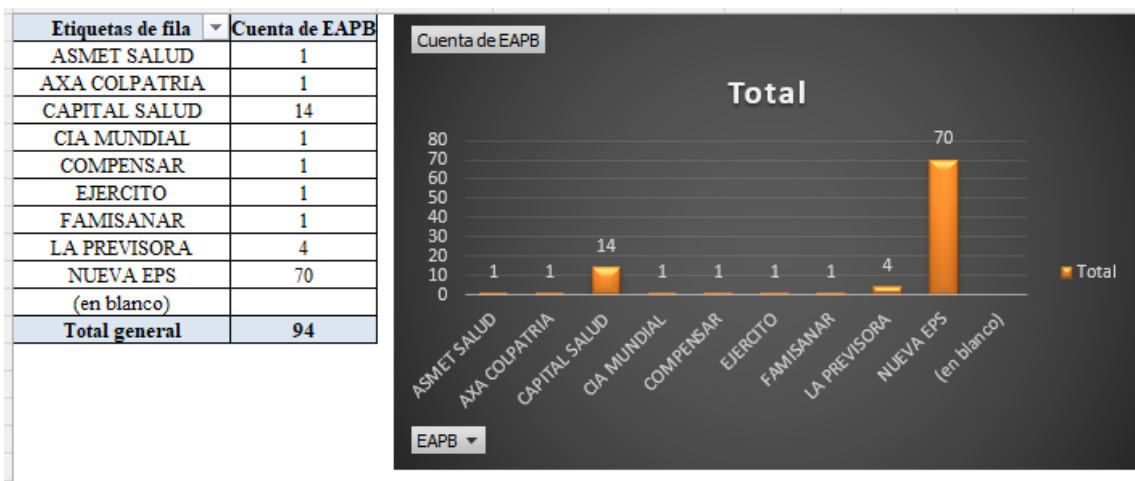 Etiquetas de fila Cuenta de EAPB
ASMET SALUD 1
AXA COLPATRIA 1
CAPITAL SALUD 14
CIA MUNDIAL 1
COMPENSAR 1
EJERCITO 1
FAMISANAR 1
LA PREVISORA 4
NUEVA EPS 70
(en blanco)
Total general 94
Cuenta de EAPB
Total
80
70
60
50
40
30
20
10
0
1 1 14 1 1 1 1 4 70
ASMET SALUD
AXA COLPATRIA
CAPITAL SALUD
CIA MUNDIAL
COMPENSAR
EJERCITO
FAMISANAR
LA PREVISORA
NUEVA EPS
(en blanco)
Total
EAPB